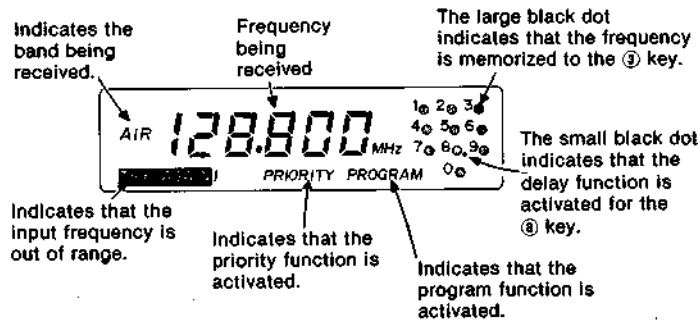 Indicates the
band being
received.
Frequency
being
received
The large black dot
indicates that the frequency
is memorized to the ③ key.
AIR 128.800 MHz
1 2 3
4 5 6
7 8 9
0
PRIORITY PROGRAM
The small black dot
indicates that the
delay function is
activated for the
⑧ key.
Indicates that the
input frequency is
out of range.
Indicates that the
priority function is
activated.
Indicates that the
program function is
activated.